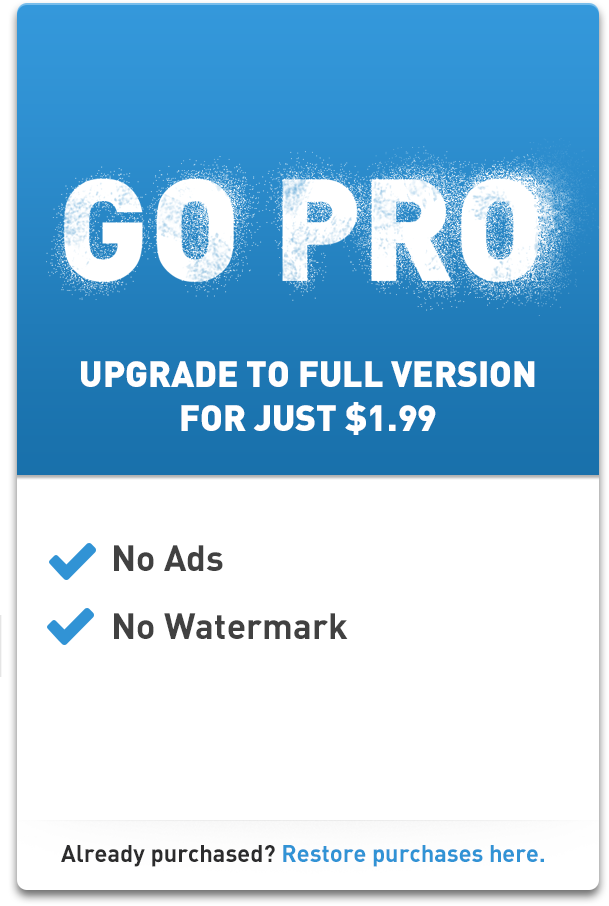 GO PRO
UPGRADE TO FULL VERSION
FOR JUST $1.99
No Ads
No Watermark
Already purchased? Restore purchases here.